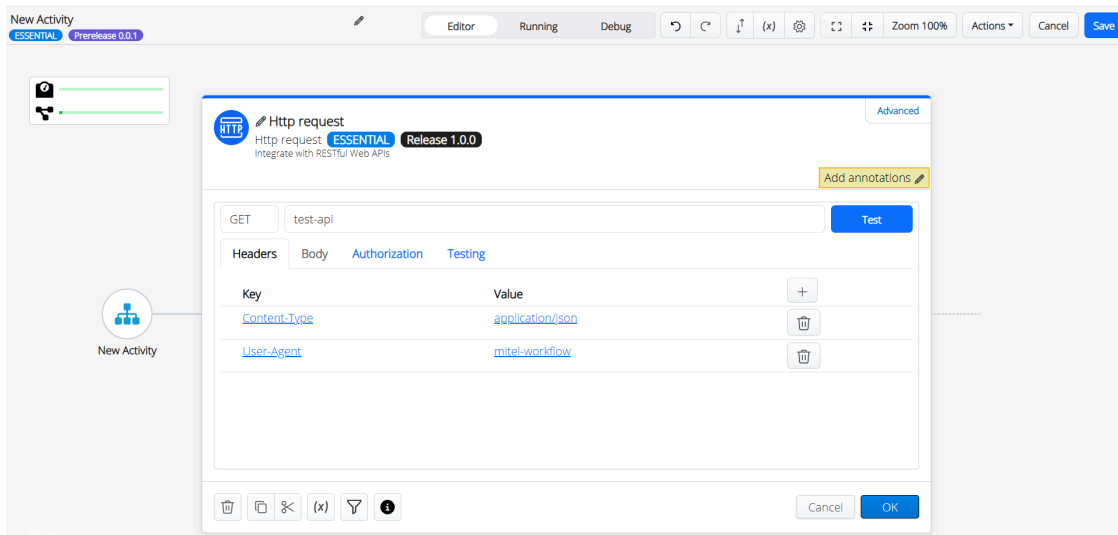 New Activity
ESSENTIAL Prerelease 0.0.1
Editor Running Debug (x) Zoom 100% Actions Cancel Save
Advanced
HTTP
Http request
Http request ESSENTIAL Release 1.0.0
Integrate with RESTful Web APIs
Add annotations
GET test-api Test
Headers Body Authorization Testing
Key Value +
Content-Type application/json
User-Agent mitel-workflow
New Activity
(x) Cancel OK